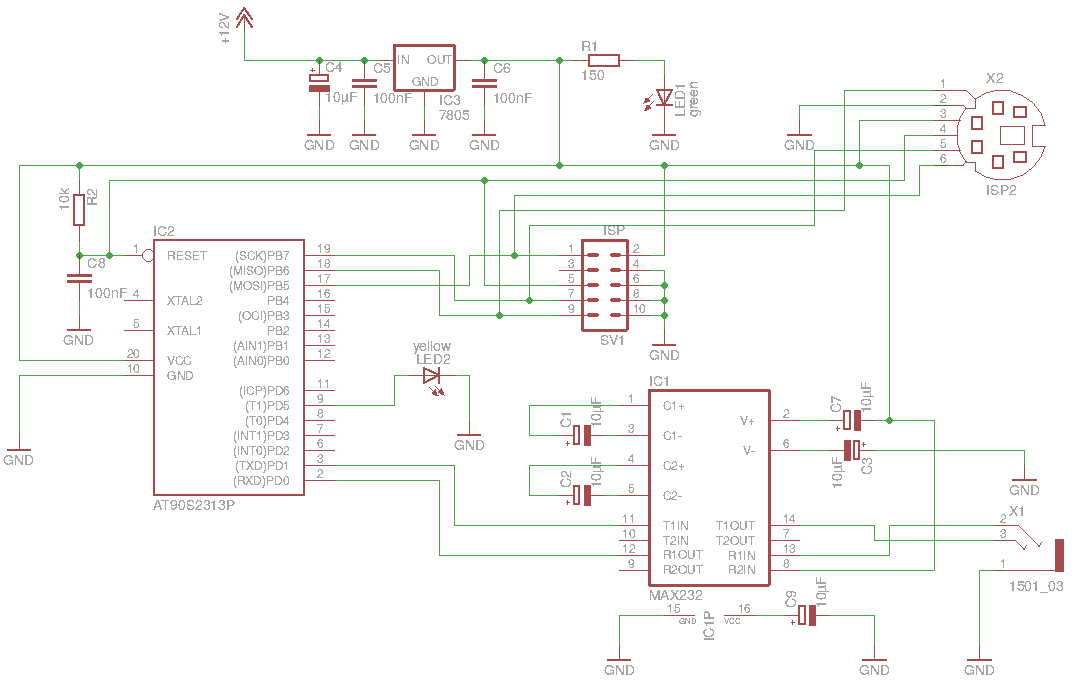 +12V
C4
10µF
C5
100nF
IN OUT
GND
IC3
7805
C6
100nF
R1
150
LED1
green
GND
GND
GND
GND
GND
GND
X2
1
2
3
4
5
6
ISP2
10k
R2
C8
100nF
GND
IC2
1 RESET
4 XTAL2
5 XTAL1
20 VCC
10 GND
(SCK)PB7 19
(MISO)PB6 18
(MOSI)PB5 17
PB4 16
(OCI)PB3 15
PB2 14
(AIN1)PB1 13
(AIN0)PB0 12
(ICP)PD6 11
(T1)PD5 9
(T0)PD4 8
(INT1)PD3 7
(INT0)PD2 6
(TXD)PD1 3
(RXD)PD0 2
AT90S2313P
GND
yellow
LED2
GND
ISP
1 2
3 4
5 6
7 8
9 10
SV1
GND
IC1
1 C1+
3 C1-
4 C2+
5 C2-
11 T1IN
10 T2IN
12 R1OUT
9 R2OUT
V+ 2
V- 6
T1OUT 14
T2OUT 7
R1IN 13
R2IN 8
MAX232
C1
10µF
C2
10µF
C7
10µF
10µF
C3
GND
X1
2
3
1
1501_03
15 16
GND VCC
IC1P
C9
10µF
GND
GND
GND